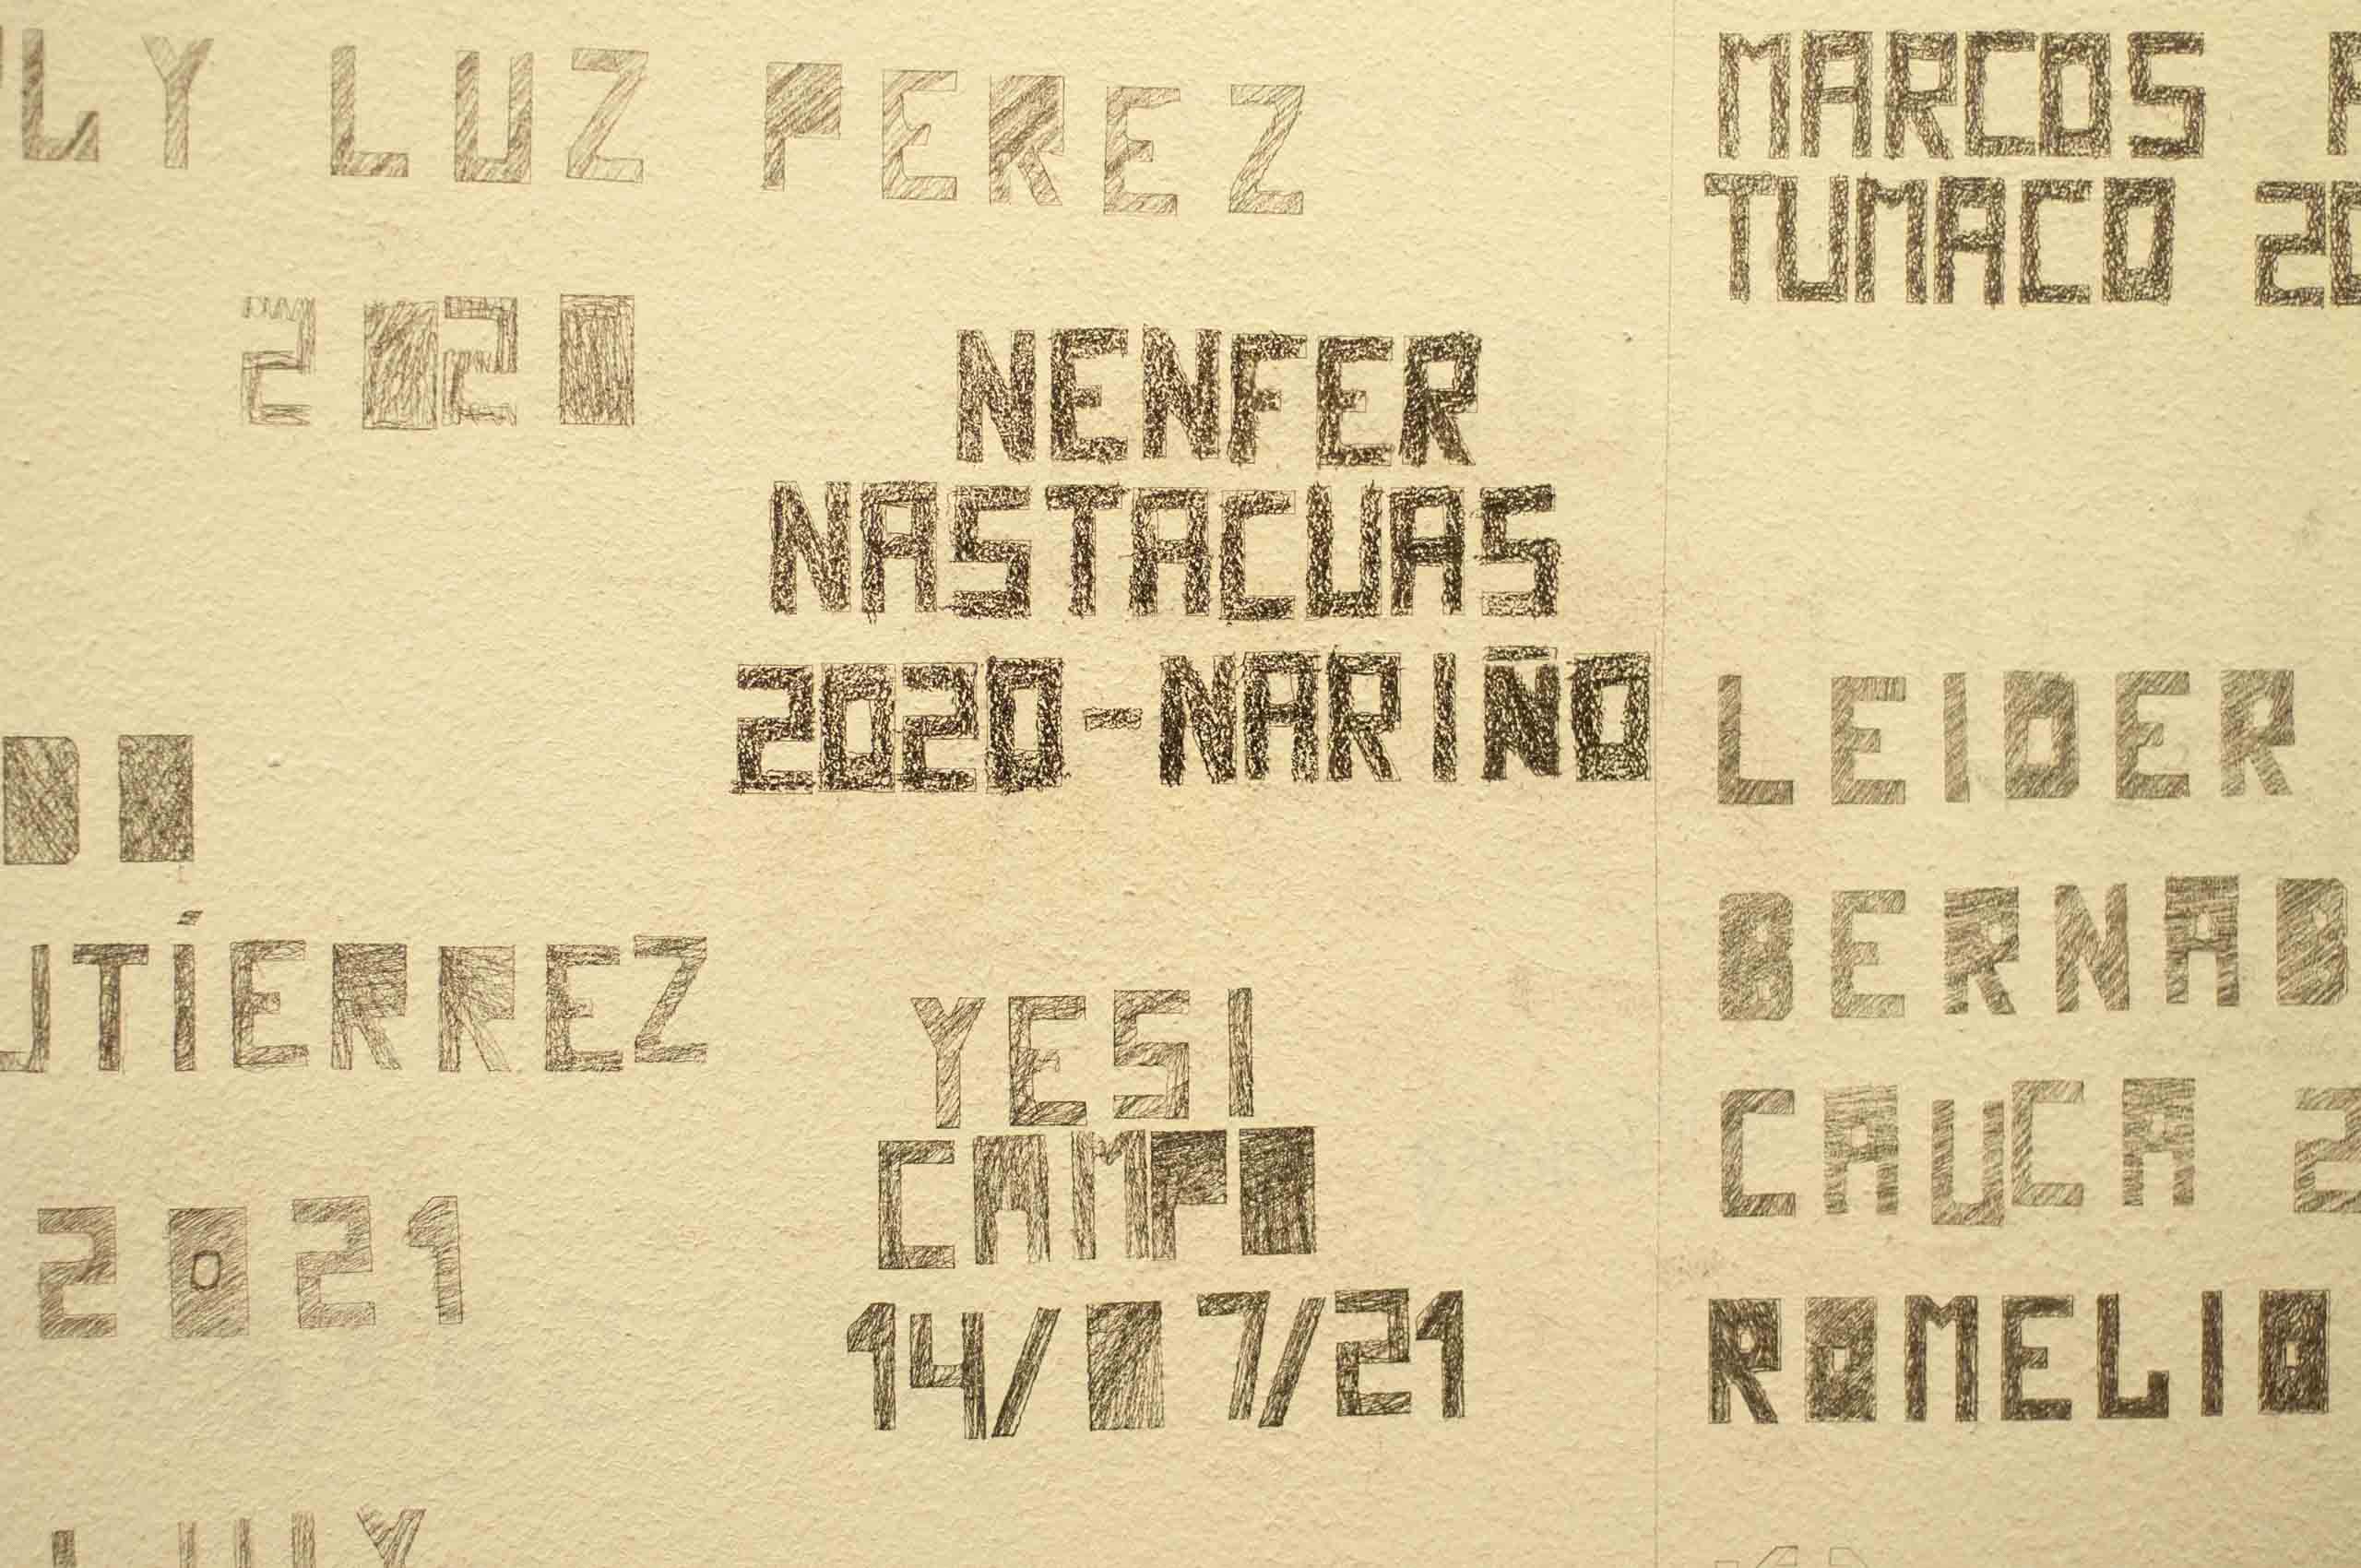 LUZ PEREZ
2020
MARCOS
TUMACO
NENFER
NASTACUAS
2020-NARIÑO
LEIDER
BERNAB
CAUCA 2
UTÍERREZ
2021
YESI
CAMPO
14/07/21
ROMELIO